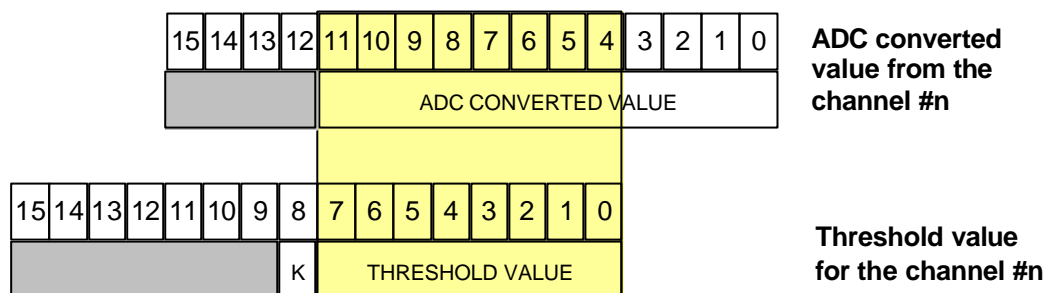 15 14 13 12 11 10 9 8 7 6 5 4 3 2 1 0
ADC converted
value from the
channel #n
ADC CONVERTED VALUE
15 14 13 12 11 10 9 8 7 6 5 4 3 2 1 0
K THRESHOLD VALUE
Threshold value
for the channel #n